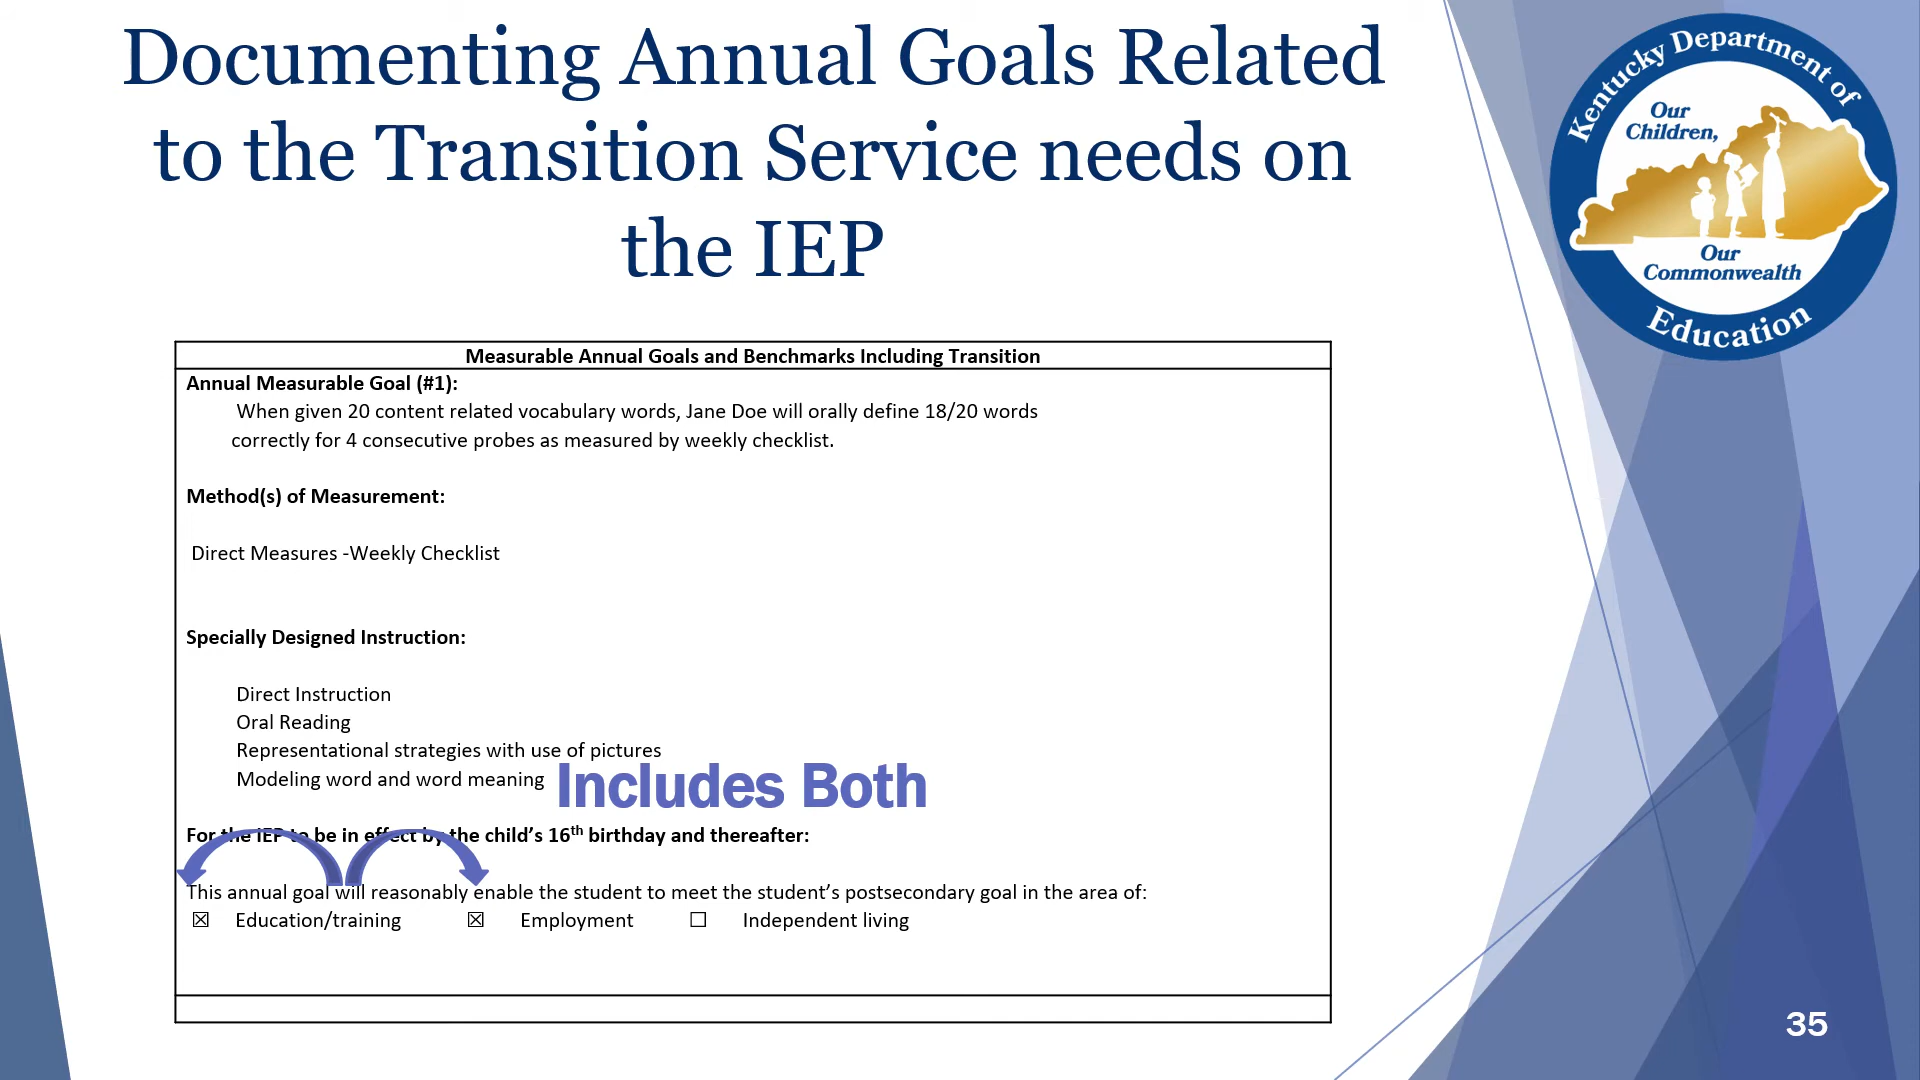 Documenting Annual Goals Related
to the Transition Service needs on
the IEP
Kentucky Department of
Education
Our
Children,
Our
Commonwealth
Measurable Annual Goals and Benchmarks Including Transition
Annual Measurable Goal (#1):
When given 20 content related vocabulary words, Jane Doe will orally define 18/20 words
correctly for 4 consecutive probes as measured by weekly checklist.
Method(s) of Measurement:
Direct Measures -Weekly Checklist
Specially Designed Instruction:
Direct Instruction
Oral Reading
Representational strategies with use of pictures
Modeling word and word meaning
Includes Both
For the IEP to be in effect by the child’s 16th birthday and thereafter:
This annual goal will reasonably enable the student to meet the student’s postsecondary goal in the area of:
☒ Education/training ☒ Employment ☐ Independent living
35